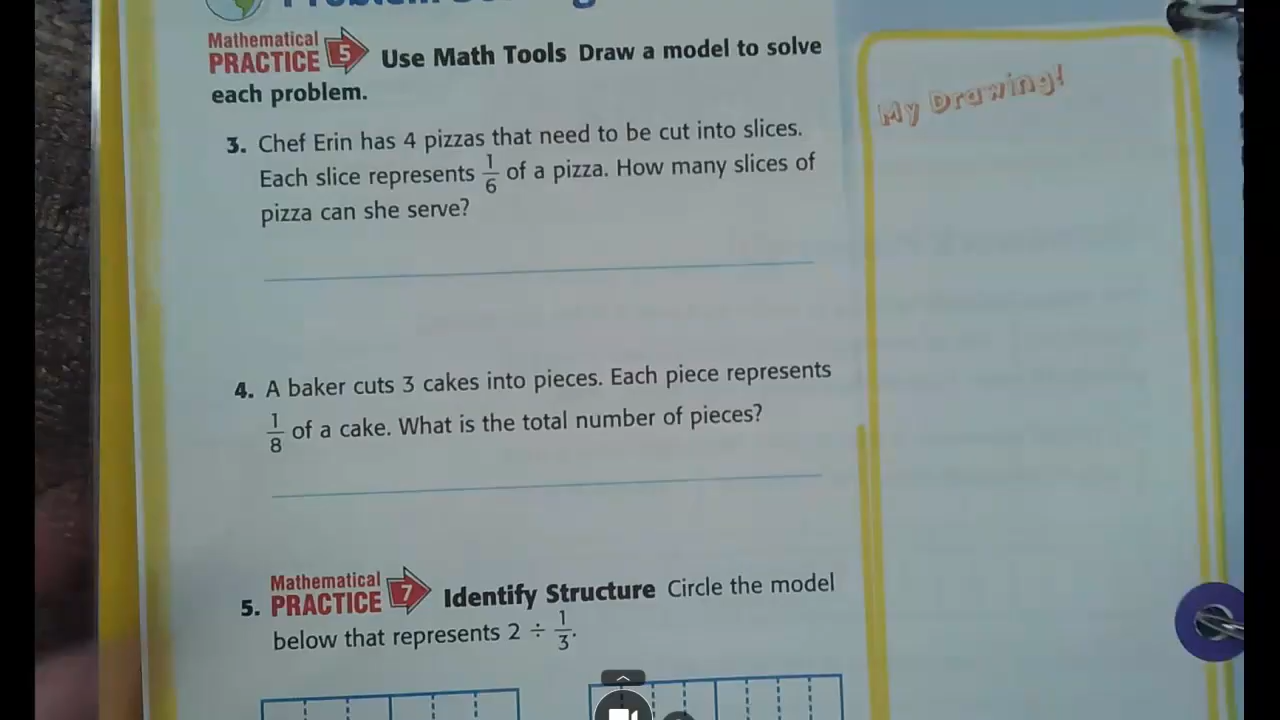 Mathematical
PRACTICE 5 Use Math Tools Draw a model to solve
each problem.
My Drawing!
3. Chef Erin has 4 pizzas that need to be cut into slices.
Each slice represents 1/6 of a pizza. How many slices of
pizza can she serve?
4. A baker cuts 3 cakes into pieces. Each piece represents
1/8 of a cake. What is the total number of pieces?
Mathematical
5. PRACTICE 7 Identify Structure Circle the model
below that represents 2 ÷ 1/3.